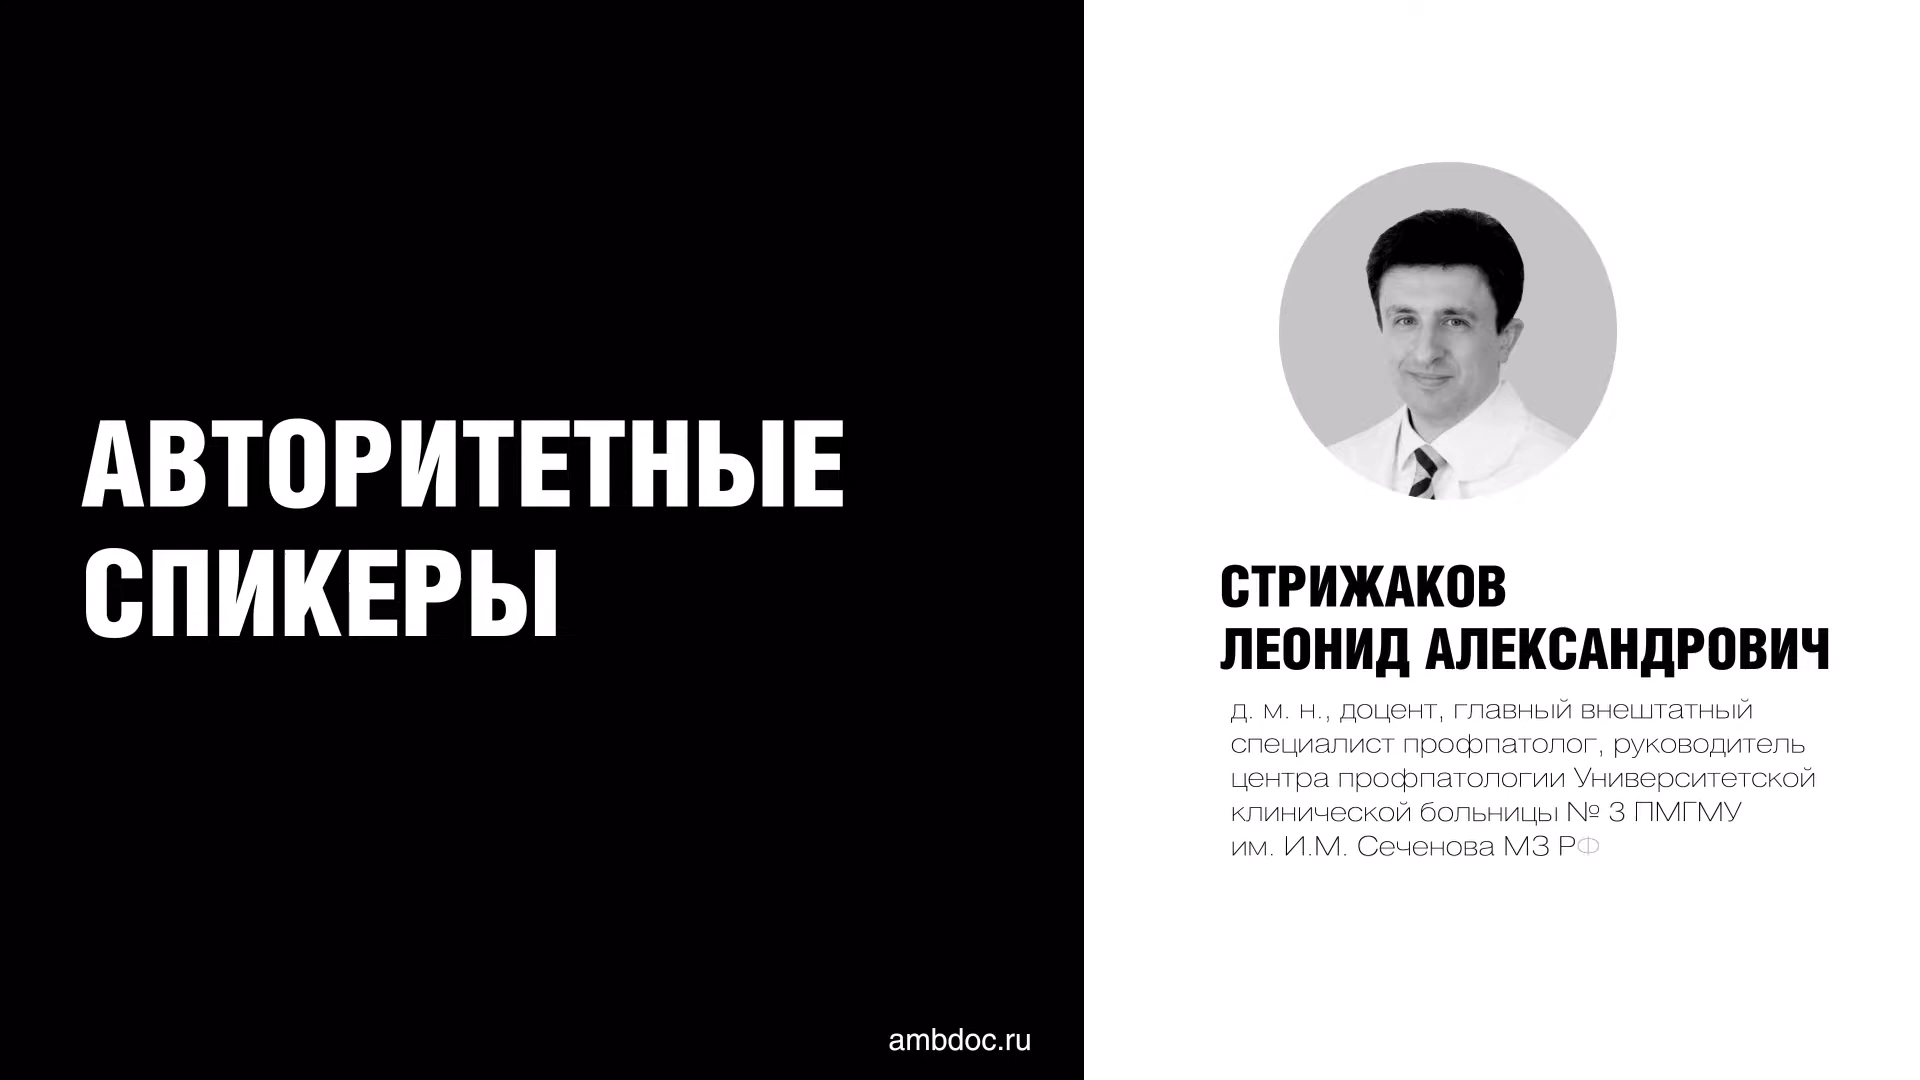 АВТОРИТЕТНЫЕ
СПИКЕРЫ
ambdoc.ru
СТРИЖАКОВ
ЛЕОНИД АЛЕКСАНДРОВИЧ
д. м. н., доцент, главный внештатный
специалист профпатолог, руководитель
центра профпатологии Университетской
клинической больницы № 3 ПМГМУ
им. И.М. Сеченова МЗ РФ